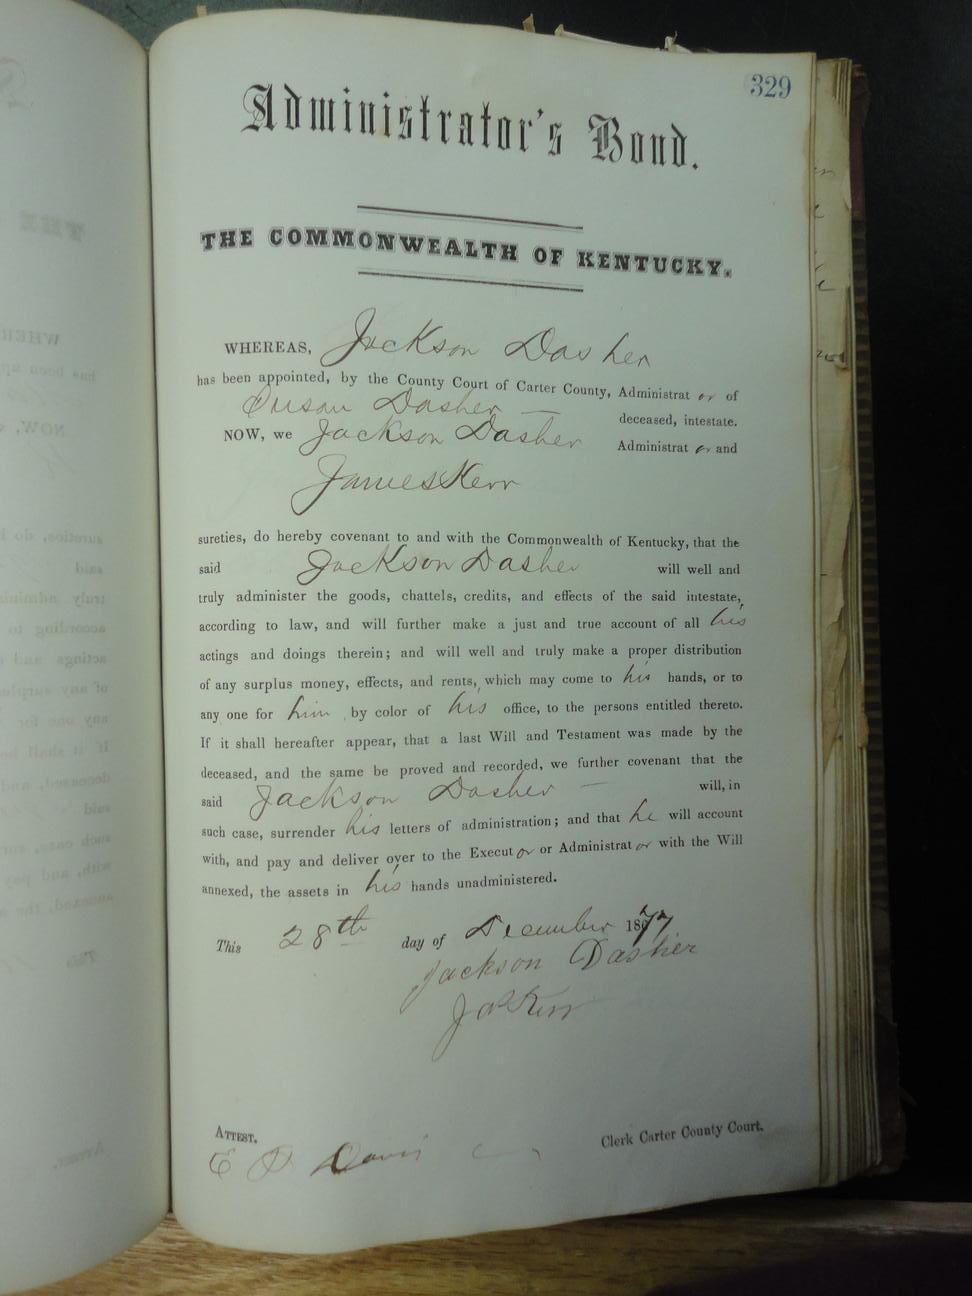 329
Administrator's Bond.
THE COMMONWEALTH OF KENTUCKY.
WHEREAS, Jackson Dasher
has been appointed, by the County Court of Carter County, Administrat or of
Susan Dasher — deceased, intestate.
NOW, we Jackson Dasher Administrat or and
James Kerr
sureties, do hereby covenant to and with the Commonwealth of Kentucky, that the
said Jackson Dasher will well and
truly administer the goods, chattels, credits, and effects of the said intestate,
according to law, and will further make a just and true account of all his
actings and doings therein; and will well and truly make a proper distribution
of any surplus money, effects, and rents, which may come to his hands, or to
any one for him, by color of his office, to the persons entitled thereto.
If it shall hereafter appear, that a last Will and Testament was made by the
deceased, and the same be proved and recorded, we further covenant that the
said Jackson Dasher — will, in
such case, surrender his letters of administration; and that he will account
with, and pay and deliver over to the Execut or or Administrat or with the Will
annexed, the assets in his hands unadministered.
This 28th day of December 1877
Jackson Dasher
Jas Kerr
ATTEST.
Clerk Carter County Court.
E Davis